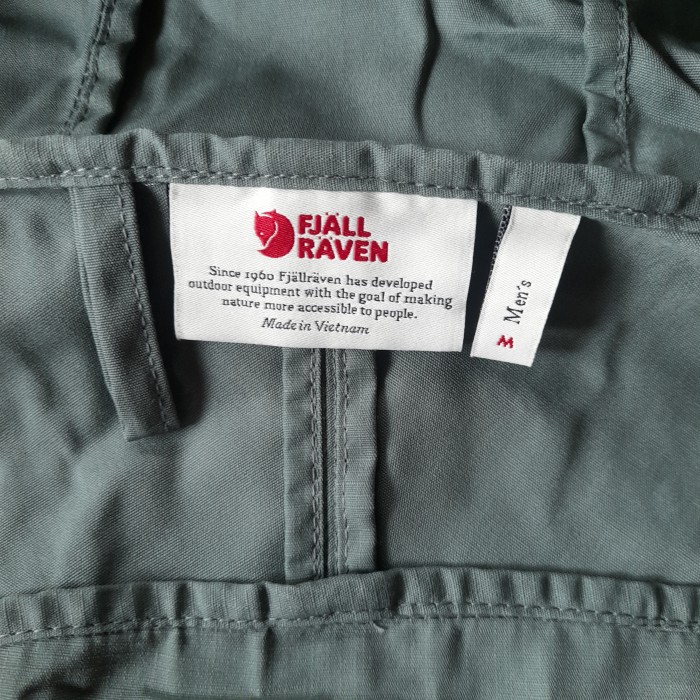 FJÄLL
RÄVEN
Since 1960 Fjällräven has developed
outdoor equipment with the goal of making
nature more accessible to people.
Made in Vietnam
Men's
M